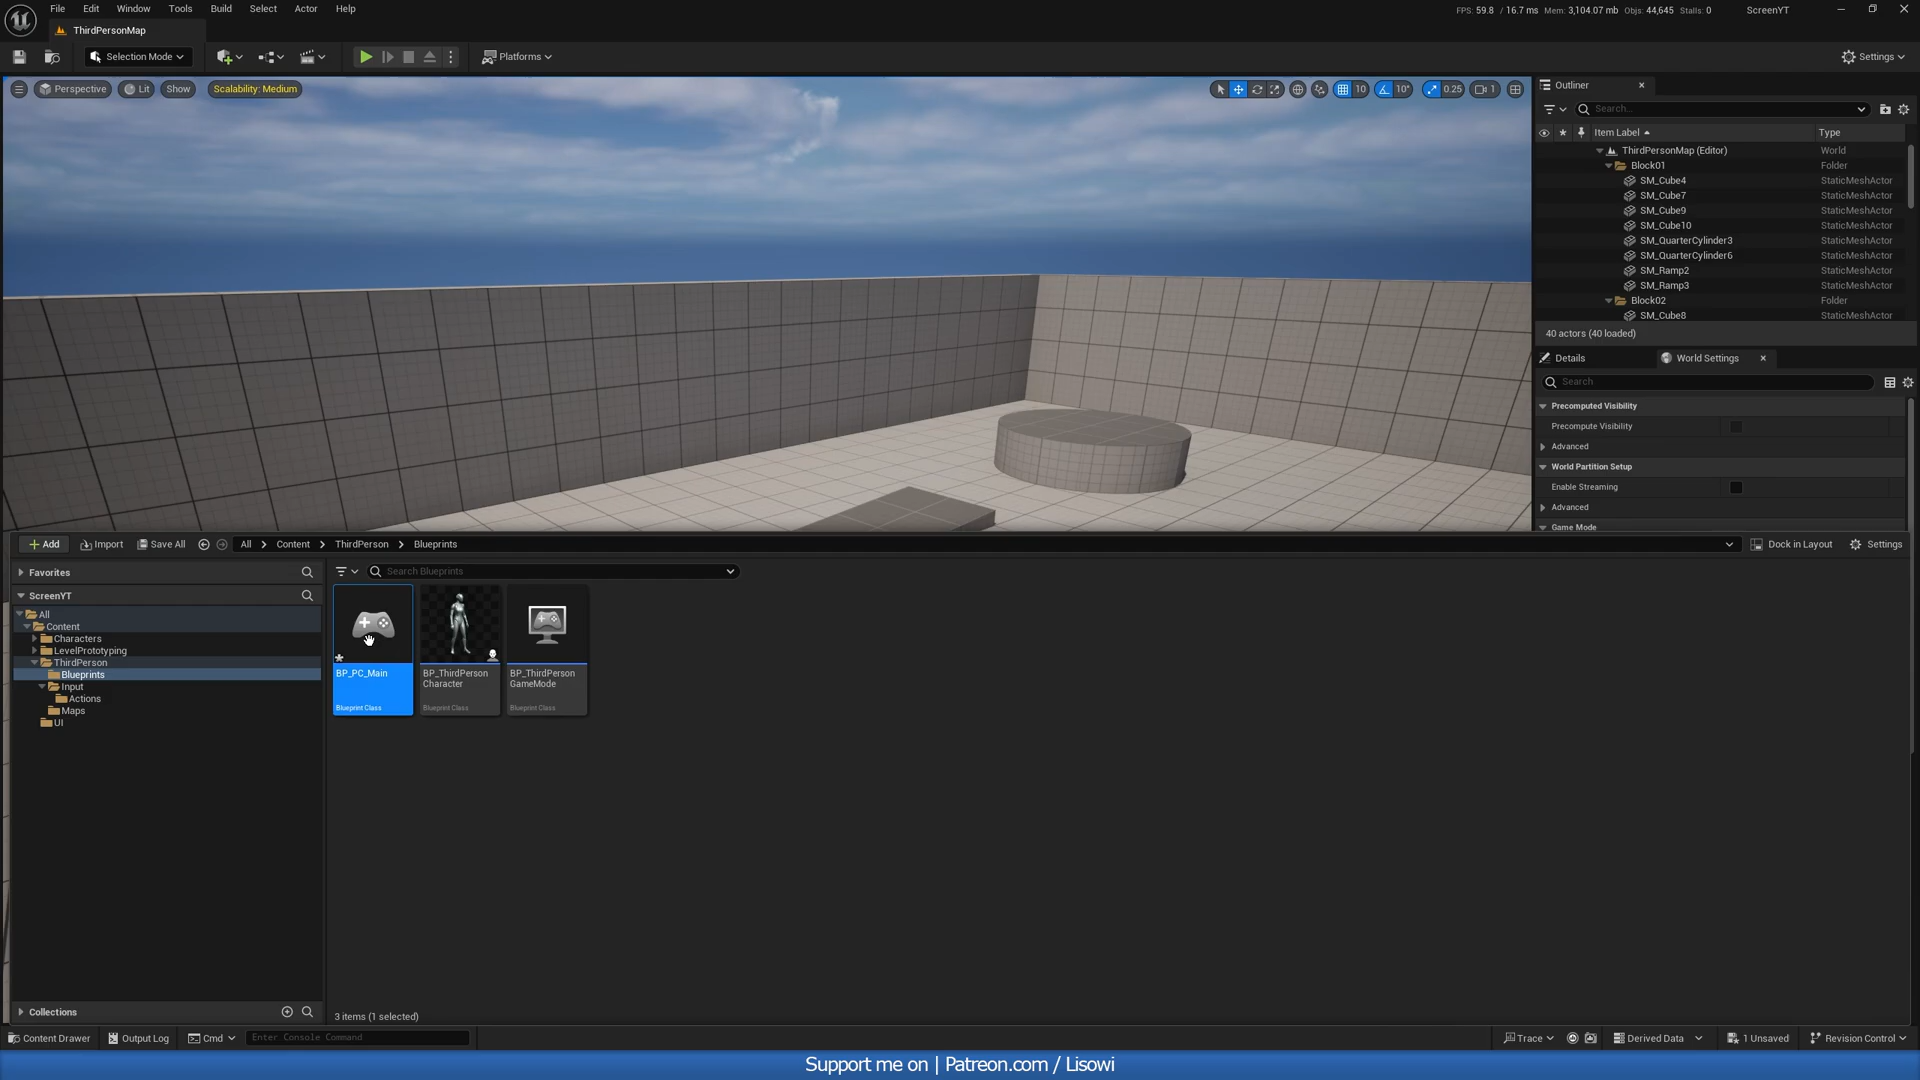 File Edit Window Tools Build Select Actor Help
FPS: 59.8 / 16.7 ms Mem: 3,104.07 mb Objs: 44,645 Stalls: 0
ScreenYT
ThirdPersonMap
Selection Mode
Platforms
Settings
Perspective
Lit
Show
Scalability: Medium
10
10°
0.25
1
Outliner
Search...
Item Label
Type
ThirdPersonMap (Editor) World
Block01 Folder
SM_Cube4 StaticMeshActor
SM_Cube7 StaticMeshActor
SM_Cube9 StaticMeshActor
SM_Cube10 StaticMeshActor
SM_QuarterCylinder3 StaticMeshActor
SM_QuarterCylinder6 StaticMeshActor
SM_Ramp2 StaticMeshActor
SM_Ramp3 StaticMeshActor
Block02 Folder
SM_Cube8 StaticMeshActor
40 actors (40 loaded)
Details
World Settings
Search
Precomputed Visibility
Precompute Visibility
Advanced
World Partition Setup
Enable Streaming
Advanced
Game Mode
Add
Import
Save All
All
Content
ThirdPerson
Blueprints
Dock in Layout
Settings
Favorites
ScreenYT
All
Content
Characters
LevelPrototyping
ThirdPerson
Blueprints
Input
Actions
Maps
UI
Collections
Search Blueprints
BP_PC_Main
Blueprint Class
BP_ThirdPerson
Character
Blueprint Class
BP_ThirdPerson
GameMode
Blueprint Class
3 items (1 selected)
Content Drawer
Output Log
Cmd
Enter Console Command
Trace
Derived Data
1 Unsaved
Revision Control
Support me on | Patreon.com / Lisowi